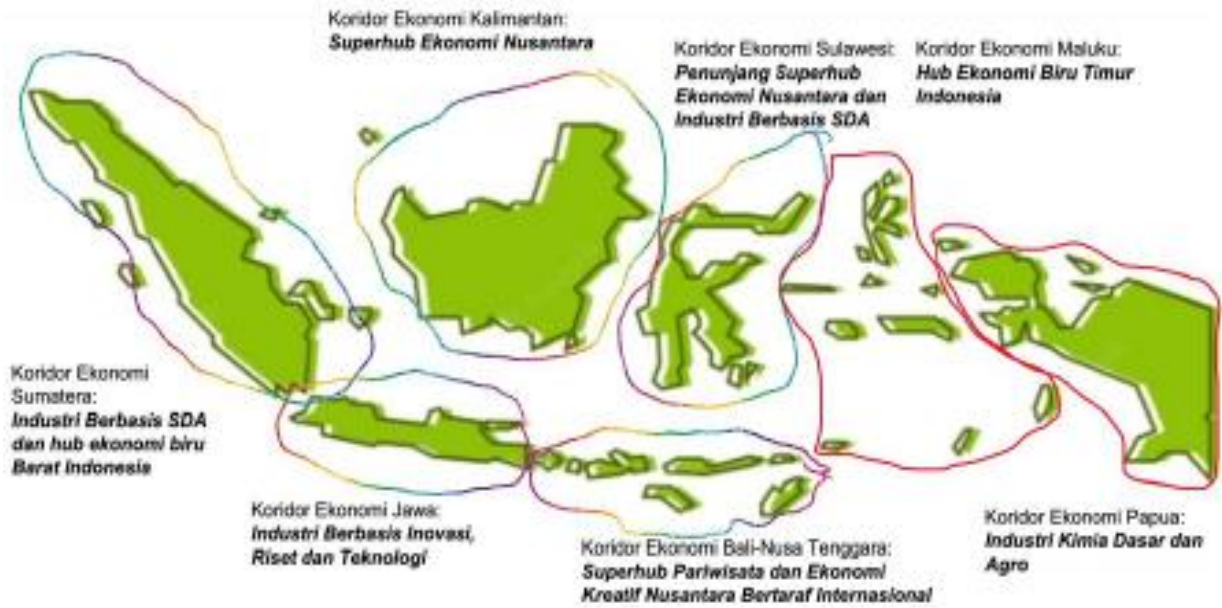 Koridor Ekonomi Kalimantan:
Superhub Ekonomi Nusantara
Koridor Ekonomi Sulawesi:
Penunjang Superhub
Ekonomi Nusantara dan
Industri Berbasis SDA
Koridor Ekonomi Maluku:
Hub Ekonomi Biru Timur
Indonesia
Koridor Ekonomi
Sumatera:
Industri Berbasis SDA
dan hub ekonomi biru
Barat Indonesia
Koridor Ekonomi Jawa:
Industri Berbasis Inovasi,
Riset dan Teknologi
Koridor Ekonomi Bali-Nusa Tenggara:
Superhub Pariwisata dan Ekonomi
Kreatif Nusantara Bertaraf Internasional
Koridor Ekonomi Papua:
Industri Kimia Dasar dan
Agro